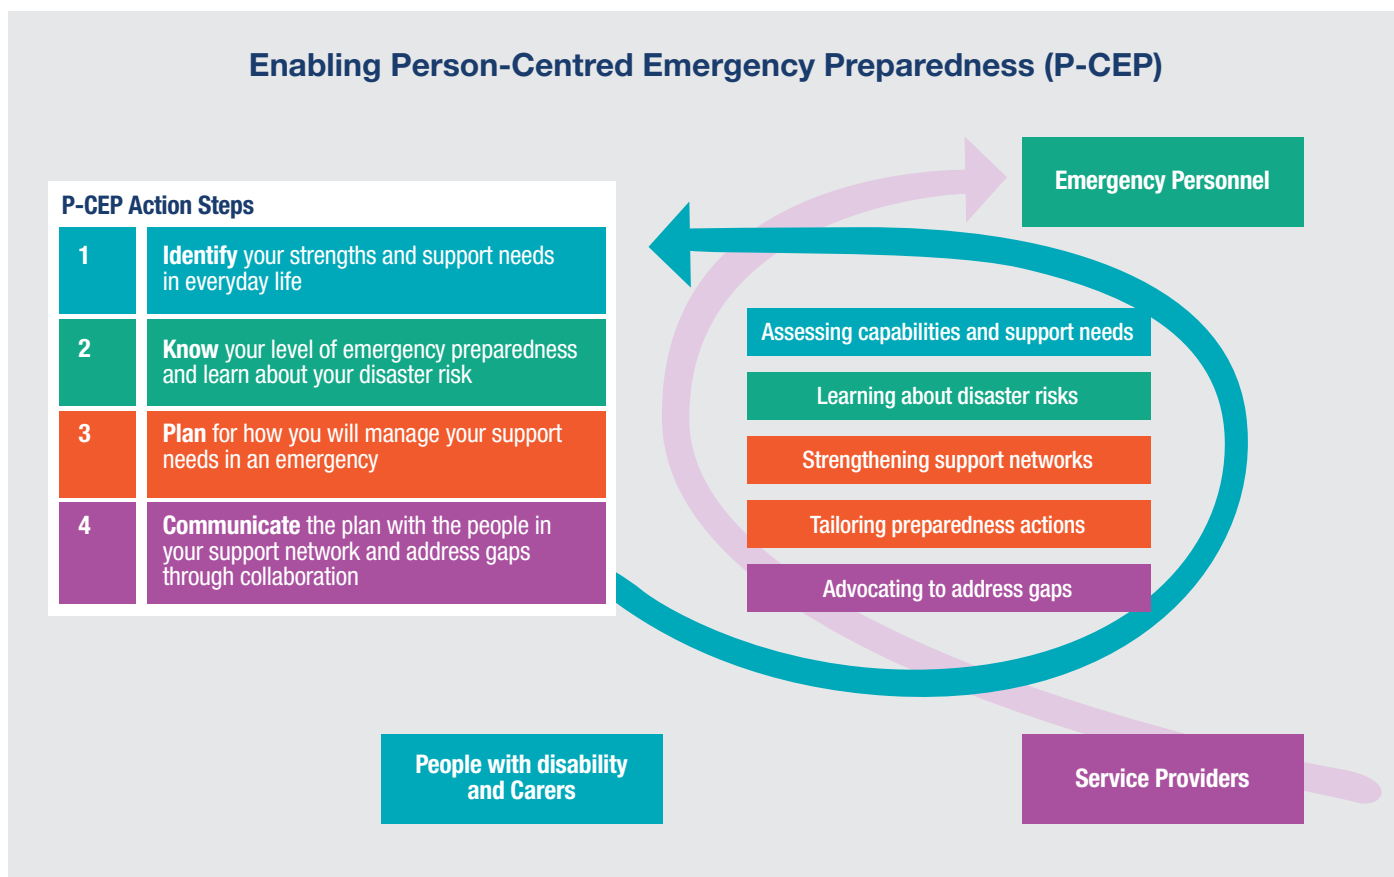 Enabling Person-Centred Emergency Preparedness (P-CEP)
P-CEP Action Steps
1
Identify your strengths and support needs
in everyday life
2
Know your level of emergency preparedness
and learn about your disaster risk
3
Plan for how you will manage your support
needs in an emergency
4
Communicate the plan with the people in
your support network and address gaps
through collaboration
Emergency Personnel
Assessing capabilities and support needs
Learning about disaster risks
Strengthening support networks
Tailoring preparedness actions
Advocating to address gaps
People with disability
and Carers
Service Providers